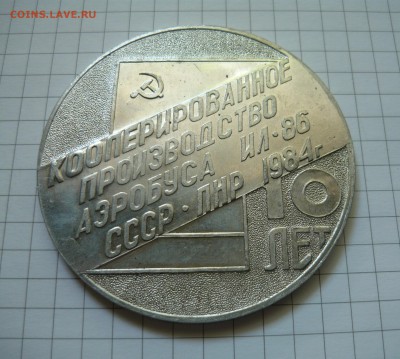 COINS.LAVE.RU
КООПЕРИРОВАННОЕ
ПРОИЗВОДСТВО
АЭРОБУСА ИЛ-86
СССР · ПНР 1984г.
10
ЛЕТ